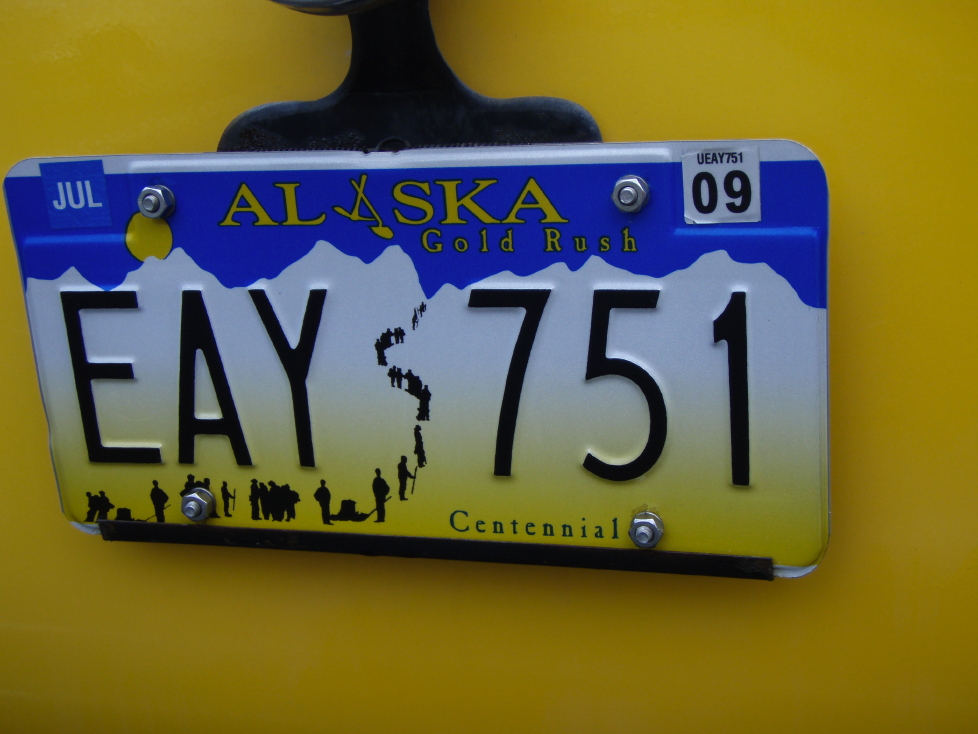 JUL
UEAY751
09
ALASKA
Gold Rush
EAY 751
Centennial